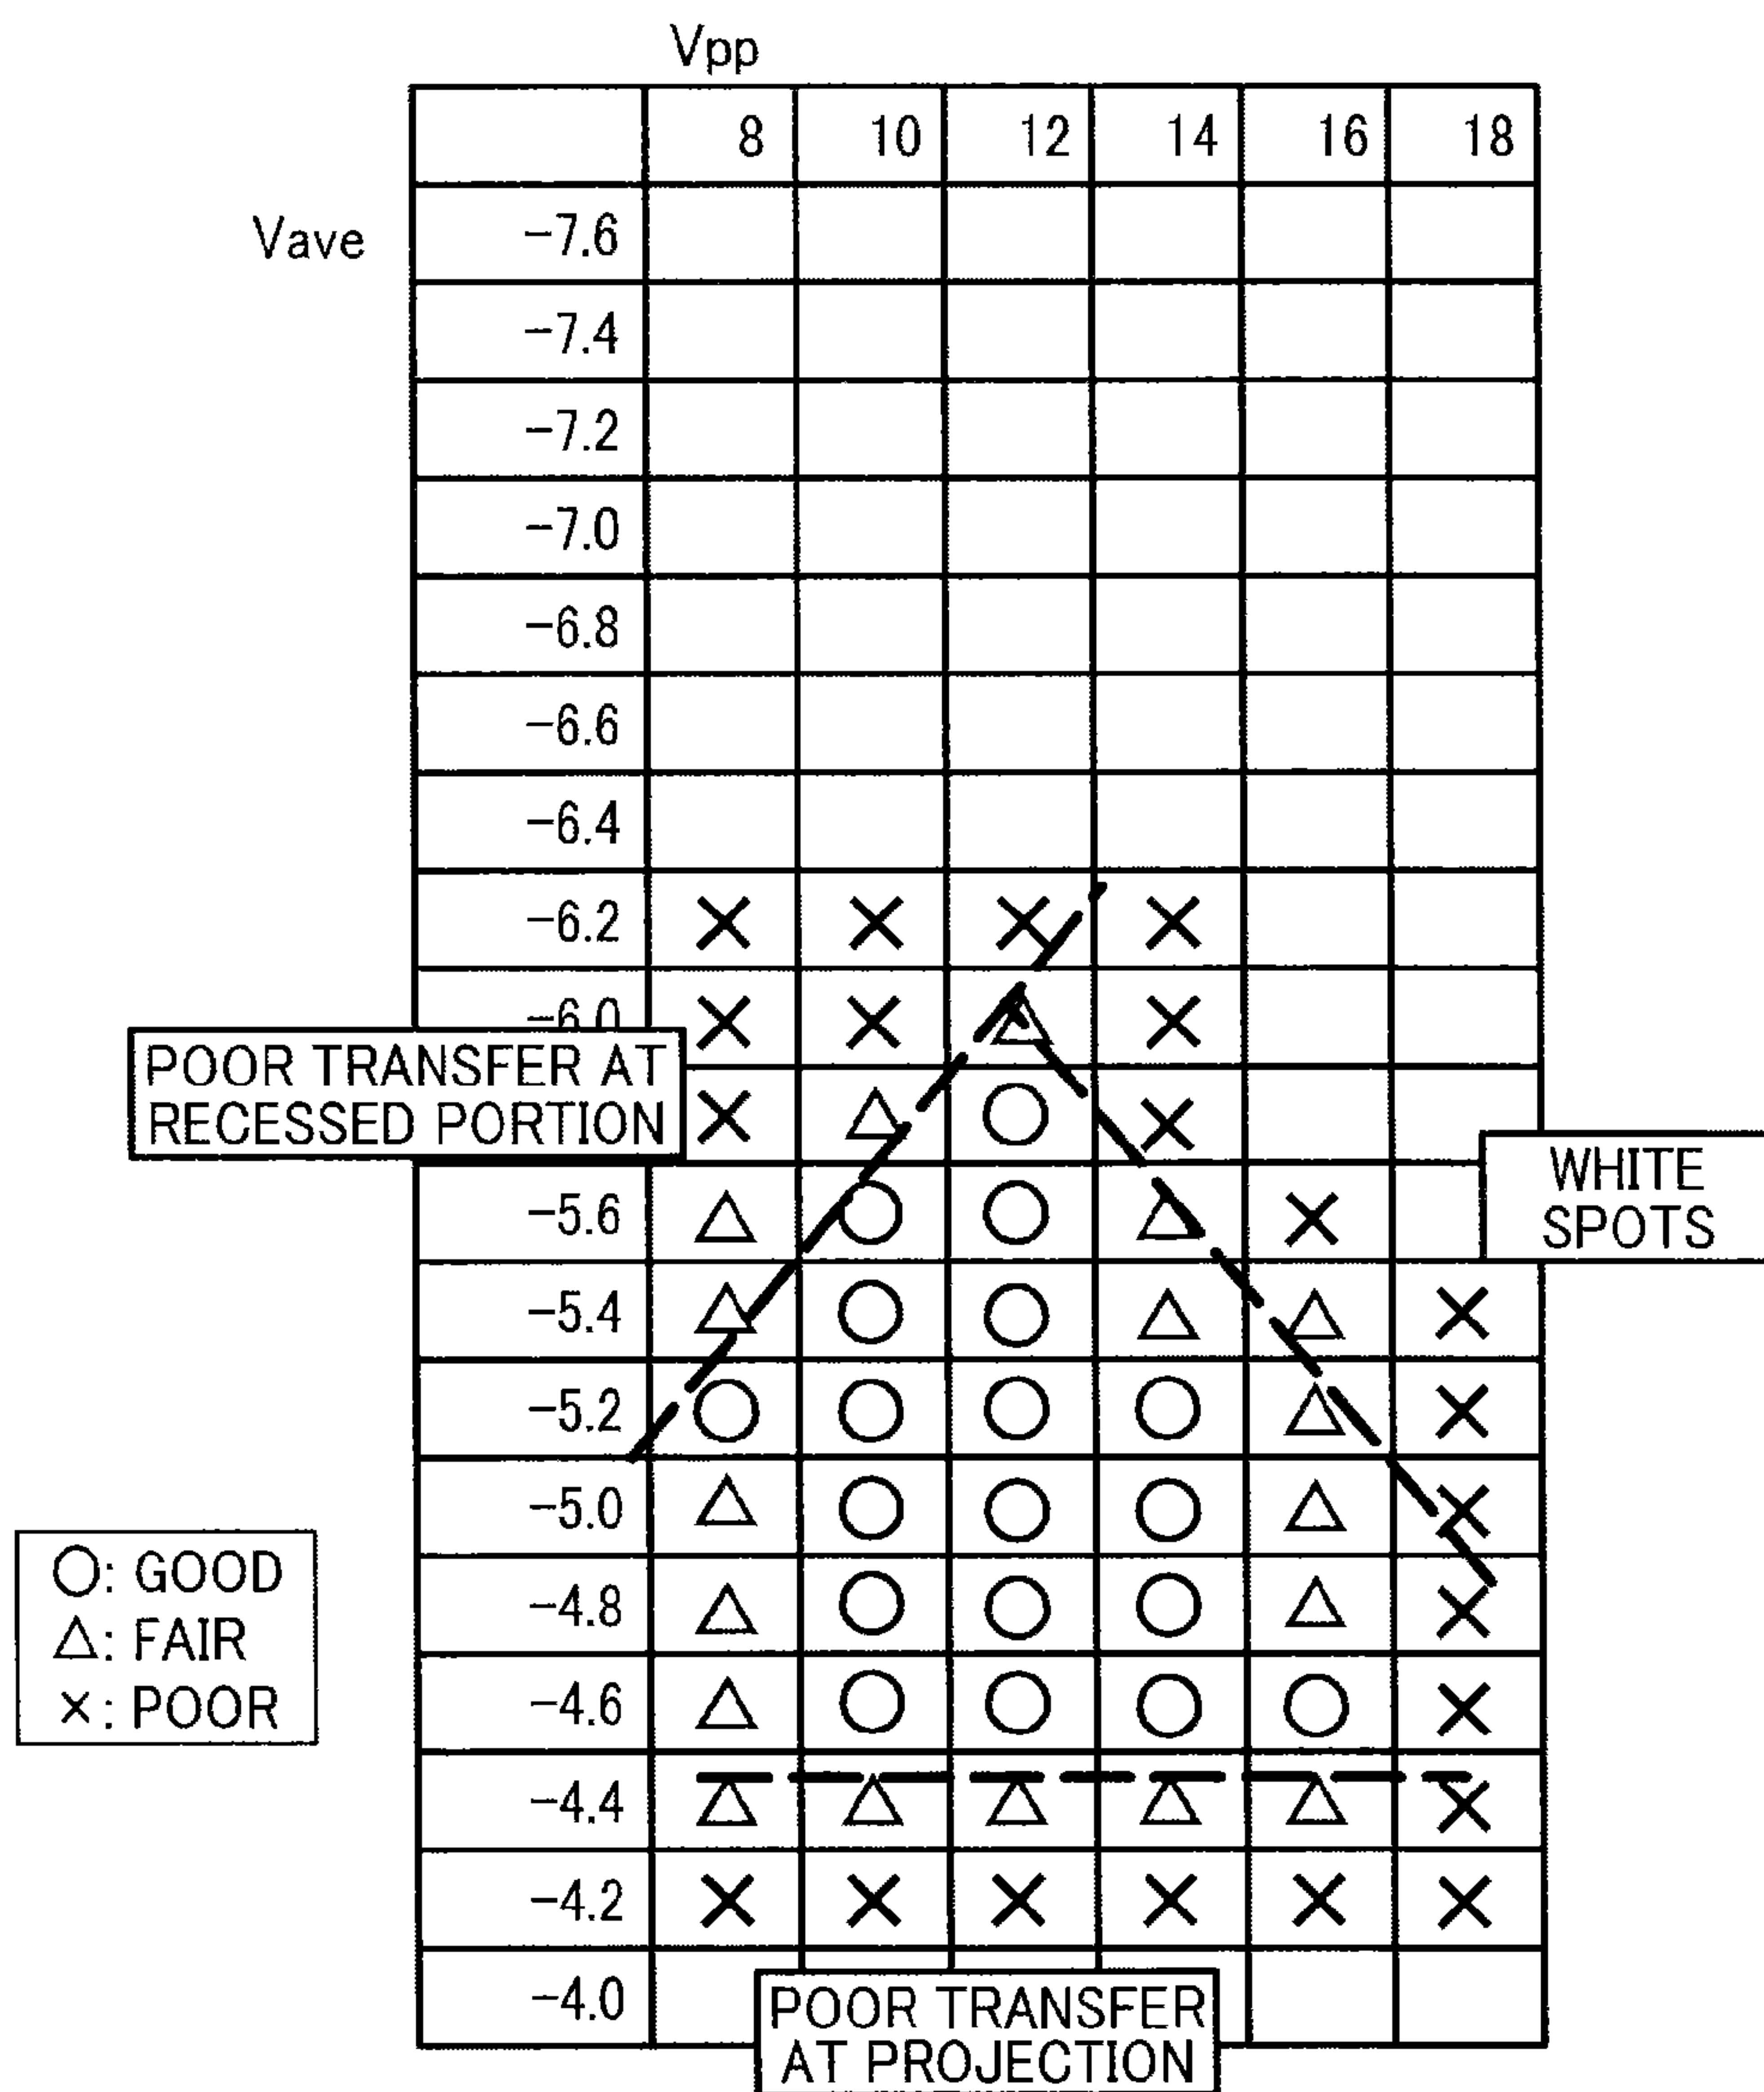 Vpp
8 10 12 14 16 18
Vave
-7.6
-7.4
-7.2
-7.0
-6.8
-6.6
-6.4
-6.2 × × × ×
-6.0 × × △ ×
POOR TRANSFER AT
RECESSED PORTION
× △ ○ ×
WHITE
SPOTS
-5.6 △ ○ ○ △ ×
-5.4 △ ○ ○ △ △ ×
-5.2 ○ ○ ○ ○ △ ×
-5.0 △ ○ ○ ○ △ ×
-4.8 △ ○ ○ ○ △ ×
-4.6 △ ○ ○ ○ ○ ×
-4.4 △ △ △ △ △ ×
-4.2 × × × × × ×
-4.0
○: GOOD
△: FAIR
×: POOR
POOR TRANSFER
AT PROJECTION